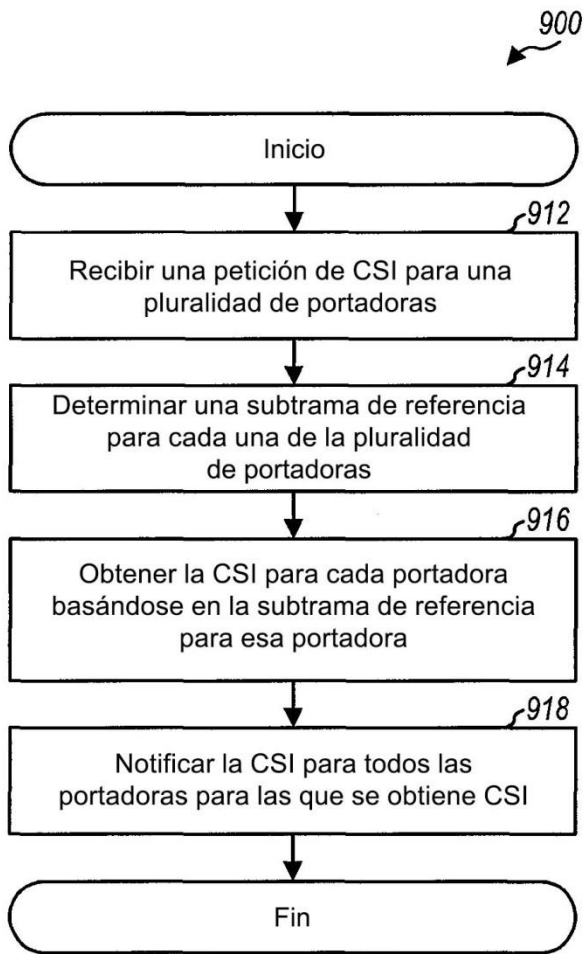 900
Inicio
912
Recibir una petición de CSI para una
pluralidad de portadoras
914
Determinar una subtrama de referencia
para cada una de la pluralidad
de portadoras
916
Obtener la CSI para cada portadora
basándose en la subtrama de referencia
para esa portadora
918
Notificar la CSI para todos las
portadoras para las que se obtiene CSI
Fin